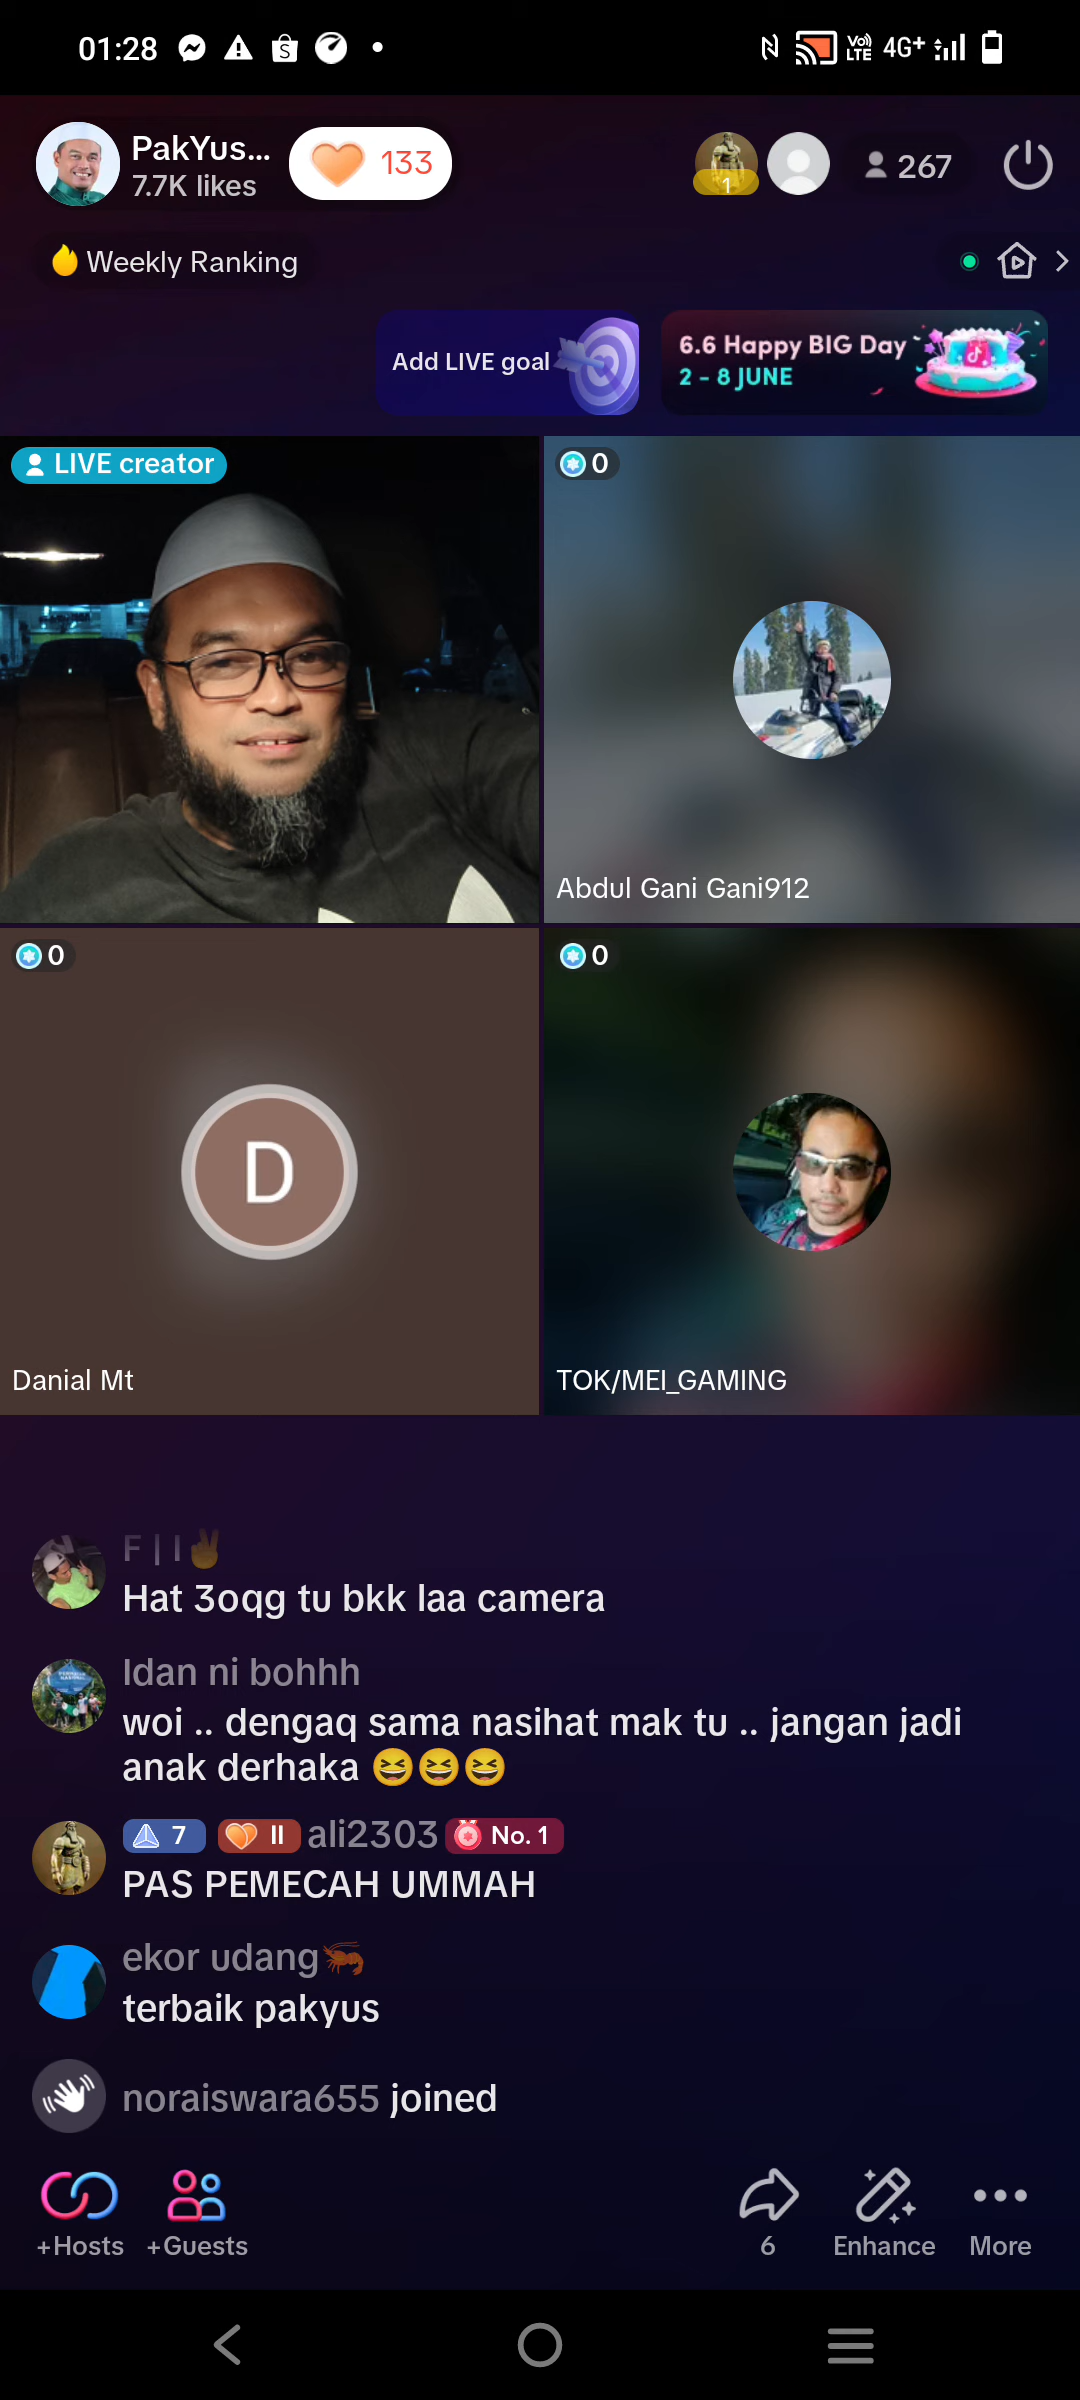 01:28
VoLTE 4G+
PakYus...
7.7K likes
133
1
267
Weekly Ranking
Add LIVE goal
6.6 Happy BIG Day
2 - 8 JUNE
LIVE creator
0
Abdul Gani Gani912
0
0
D
Danial Mt
TOK/MEI_GAMING
F | I✌
Hat 3oqg tu bkk laa camera
Idan ni bohhh
woi .. dengaq sama nasihat mak tu .. jangan jadi
anak derhaka 😆😆😆
7 II ali2303 No. 1
PAS PEMECAH UMMAH
ekor udang🦐
terbaik pakyus
noraiswara655 joined
+Hosts +Guests 6 Enhance More